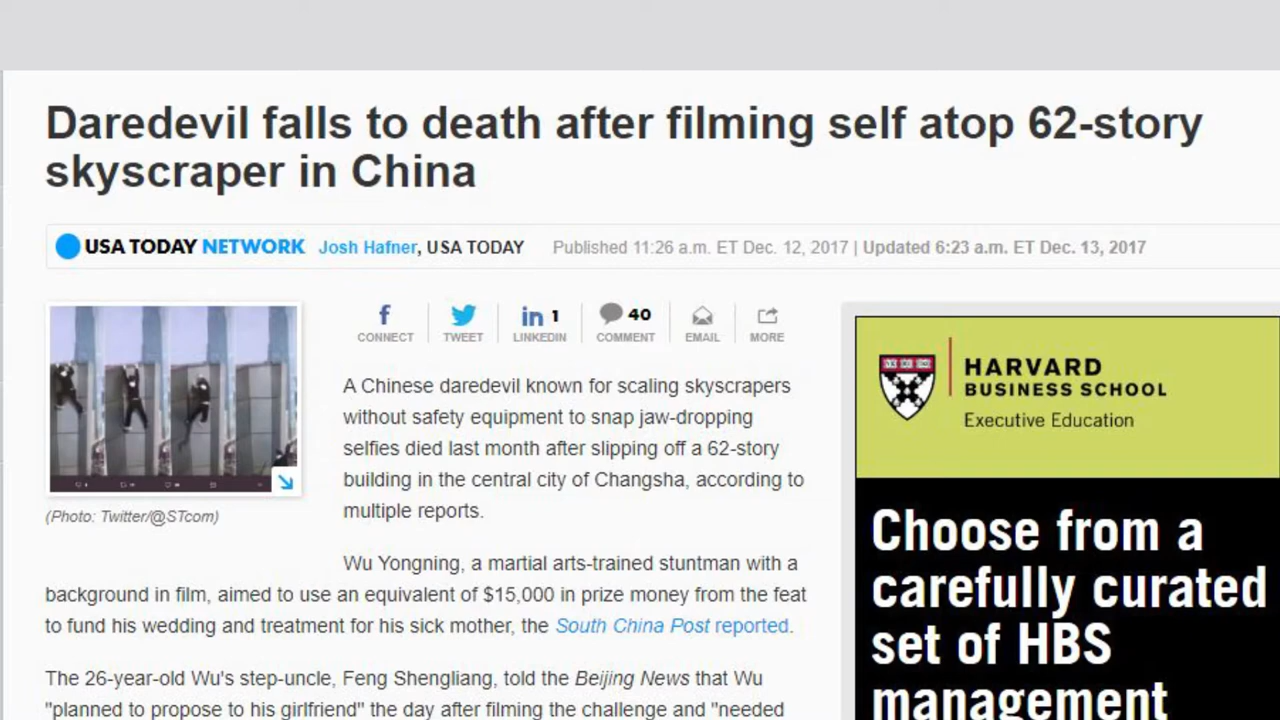 Daredevil falls to death after filming self atop 62-story
skyscraper in China
USA TODAY NETWORK Josh Hafner, USA TODAY Published 11:26 a.m. ET Dec. 12, 2017 | Updated 6:23 a.m. ET Dec. 13, 2017
f in 1 40
CONNECT TWEET LINKEDIN COMMENT EMAIL MORE
(Photo: Twitter/@STcom)
A Chinese daredevil known for scaling skyscrapers
without safety equipment to snap jaw-dropping
selfies died last month after slipping off a 62-story
building in the central city of Changsha, according to
multiple reports.
Wu Yongning, a martial arts-trained stuntman with a
background in film, aimed to use an equivalent of $15,000 in prize money from the feat
to fund his wedding and treatment for his sick mother, the South China Post reported.
The 26-year-old Wu's step-uncle, Feng Shengliang, told the Beijing News that Wu
"planned to propose to his girlfriend" the day after filming the challenge and "needed
HARVARD
BUSINESS SCHOOL
Executive Education
Choose from a
carefully curated
set of HBS
management